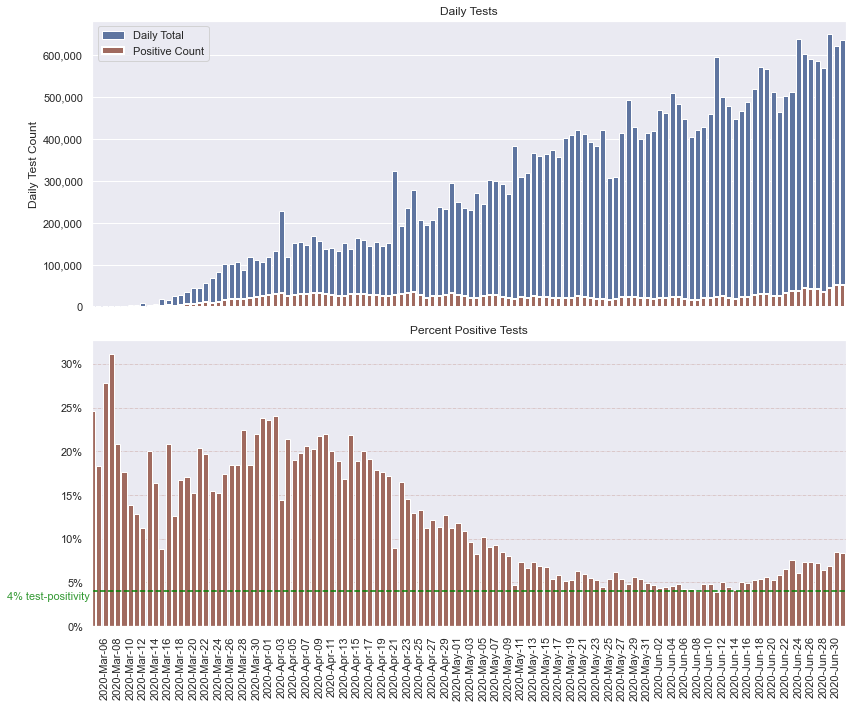 Daily Tests
Daily Total
Positive Count
600,000
500,000
400,000
300,000
200,000
100,000
0
Daily Test Count
Percent Positive Tests
30%
25%
20%
15%
10%
5%
4% test-positivity
0%
2020-Mar-06
2020-Mar-08
2020-Mar-10
2020-Mar-12
2020-Mar-14
2020-Mar-16
2020-Mar-18
2020-Mar-20
2020-Mar-22
2020-Mar-24
2020-Mar-26
2020-Mar-28
2020-Mar-30
2020-Apr-01
2020-Apr-03
2020-Apr-05
2020-Apr-07
2020-Apr-09
2020-Apr-11
2020-Apr-13
2020-Apr-15
2020-Apr-17
2020-Apr-19
2020-Apr-21
2020-Apr-23
2020-Apr-25
2020-Apr-27
2020-Apr-29
2020-May-01
2020-May-03
2020-May-05
2020-May-07
2020-May-09
2020-May-11
2020-May-13
2020-May-15
2020-May-17
2020-May-19
2020-May-21
2020-May-23
2020-May-25
2020-May-27
2020-May-29
2020-May-31
2020-Jun-02
2020-Jun-04
2020-Jun-06
2020-Jun-08
2020-Jun-10
2020-Jun-12
2020-Jun-14
2020-Jun-16
2020-Jun-18
2020-Jun-20
2020-Jun-22
2020-Jun-24
2020-Jun-26
2020-Jun-28
2020-Jun-30